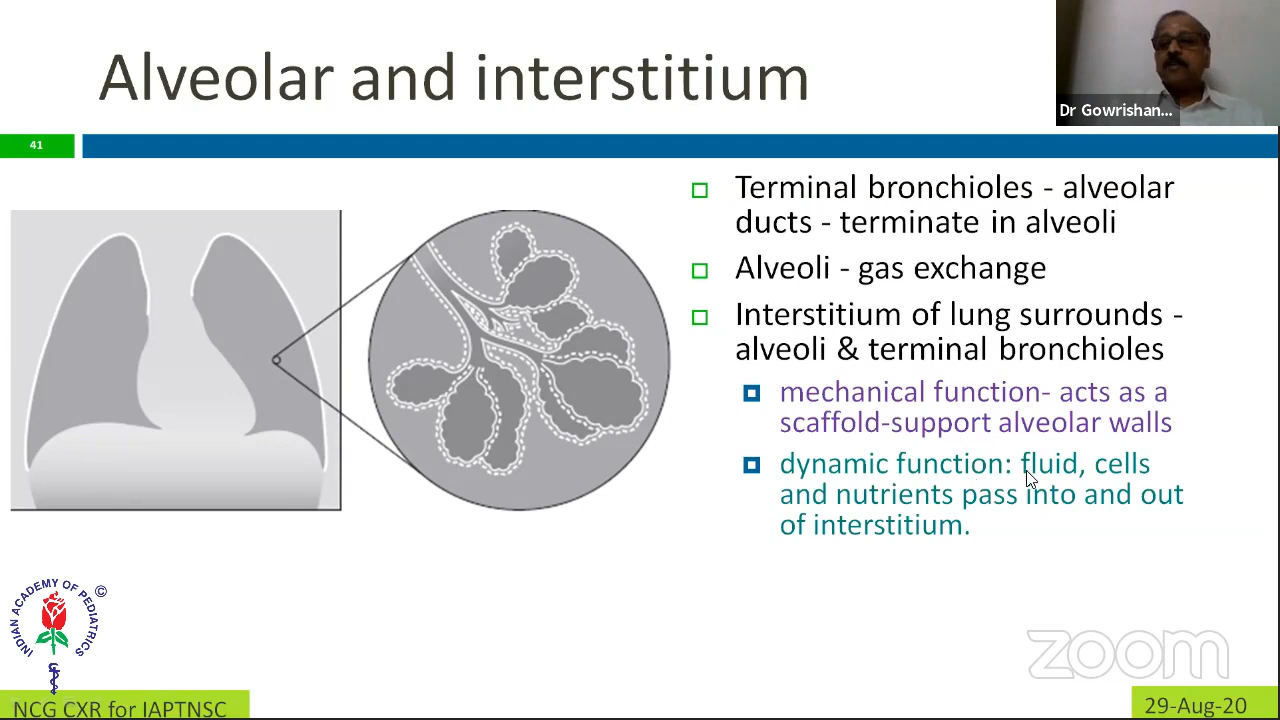 Alveolar and interstitium
Dr Gowrishan...
41
Terminal bronchioles - alveolar
ducts - terminate in alveoli
Alveoli - gas exchange
Interstitium of lung surrounds -
alveoli & terminal bronchioles
mechanical function- acts as a
scaffold-support alveolar walls
dynamic function: fluid, cells
and nutrients pass into and out
of interstitium.
INDIAN ACADEMY OF PEDIATRICS
©
zoom
NCG CXR for IAPTNSC
29-Aug-20